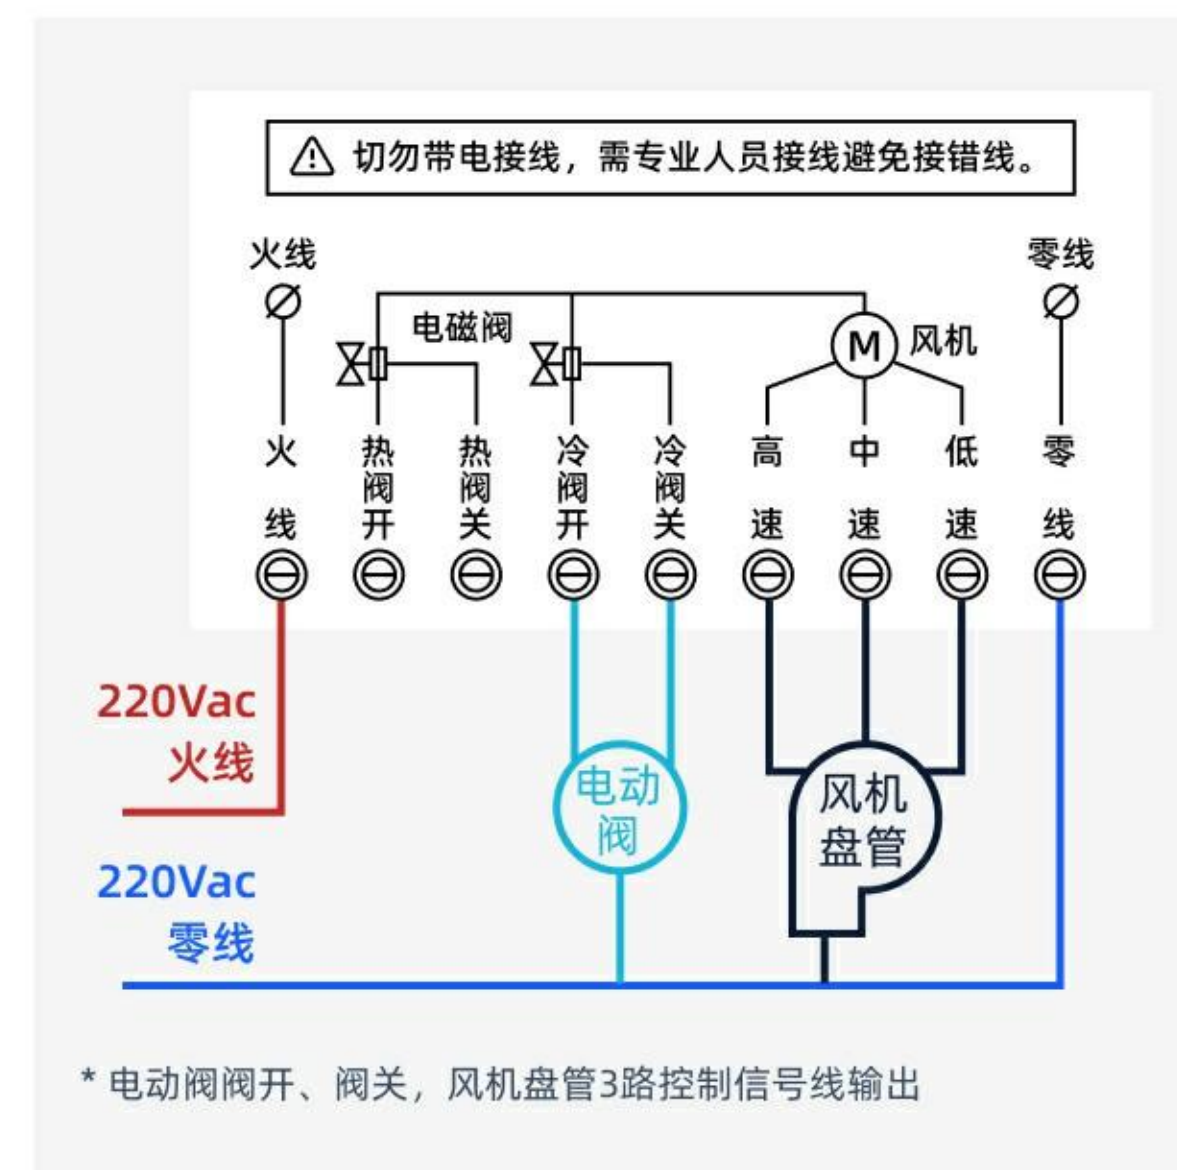 切勿带电接线，需专业人员接线避免接错线。
火线
零线
电磁阀
M
风机
火线
热阀开
热阀关
冷阀开
冷阀关
高速
中速
低速
零线
220Vac
火线
电动
阀
风机
盘管
220Vac
零线
* 电动阀阀开、阀关，风机盘管3路控制信号线输出